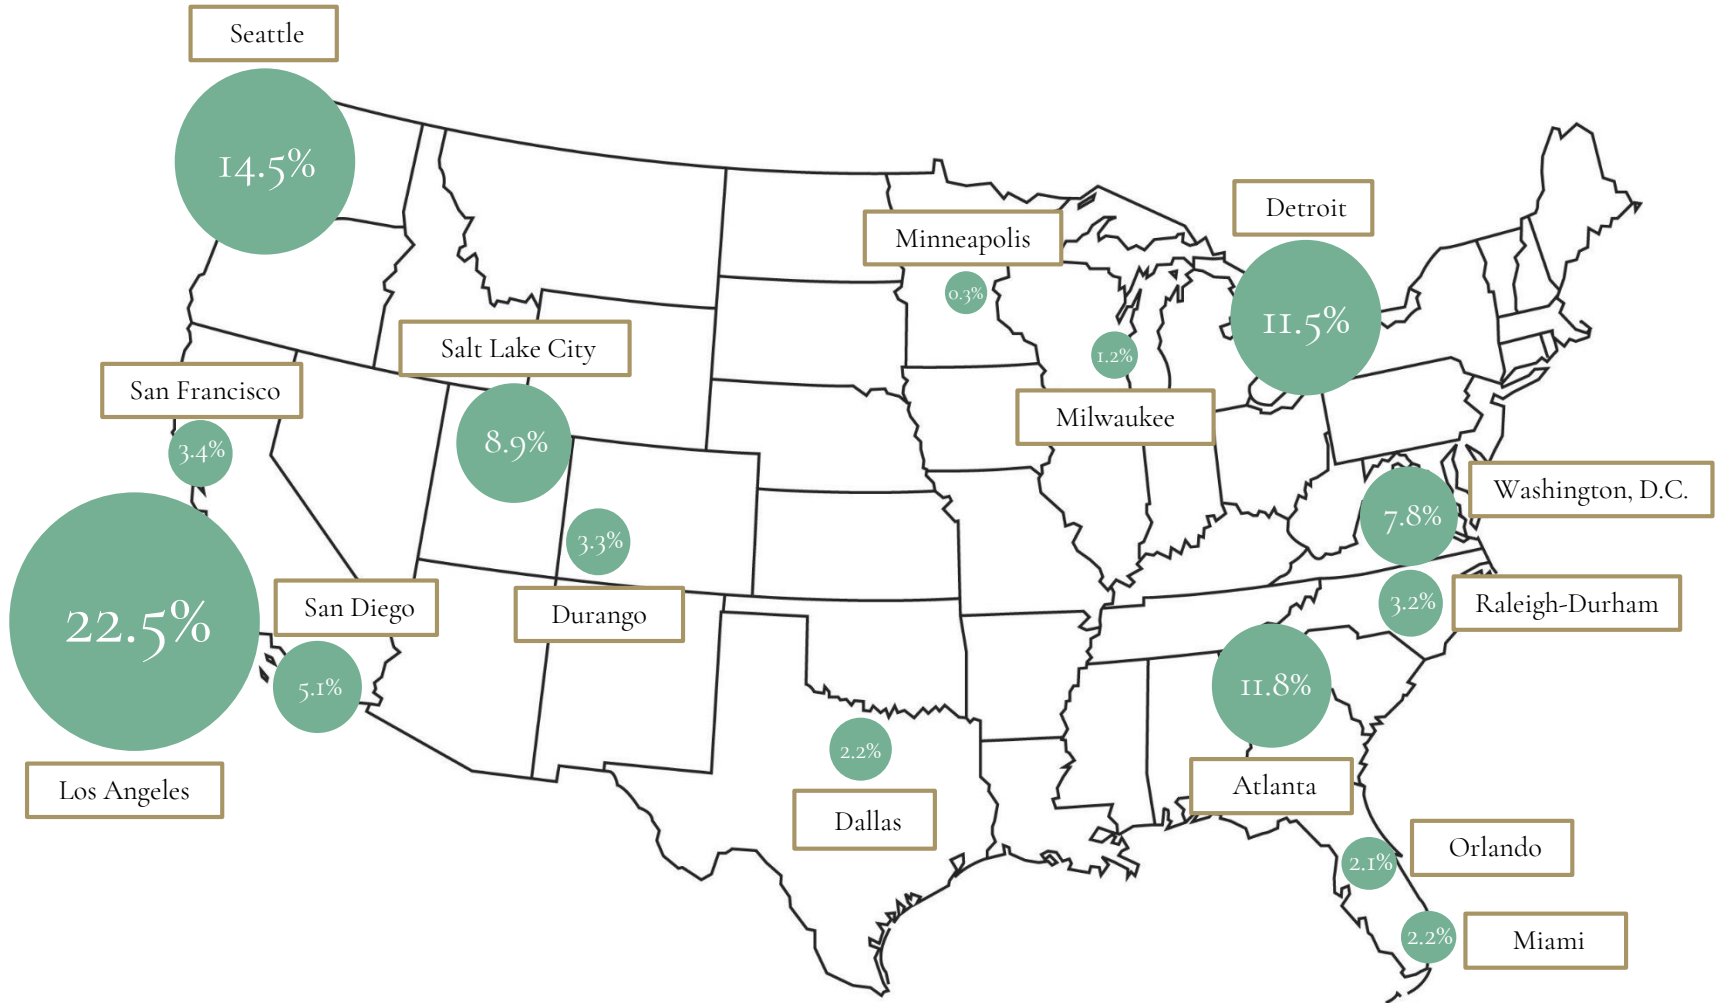 Seattle
14.5%
Detroit
Minneapolis
0.3%
11.5%
Salt Lake City
1.2%
San Francisco
Milwaukee
8.9%
3.4%
Washington, D.C.
7.8%
3.3%
22.5%
San Diego
Durango
3.2%
Raleigh-Durham
5.1%
11.8%
2.2%
Los Angeles
Atlanta
Dallas
Orlando
2.1%
2.2%
Miami